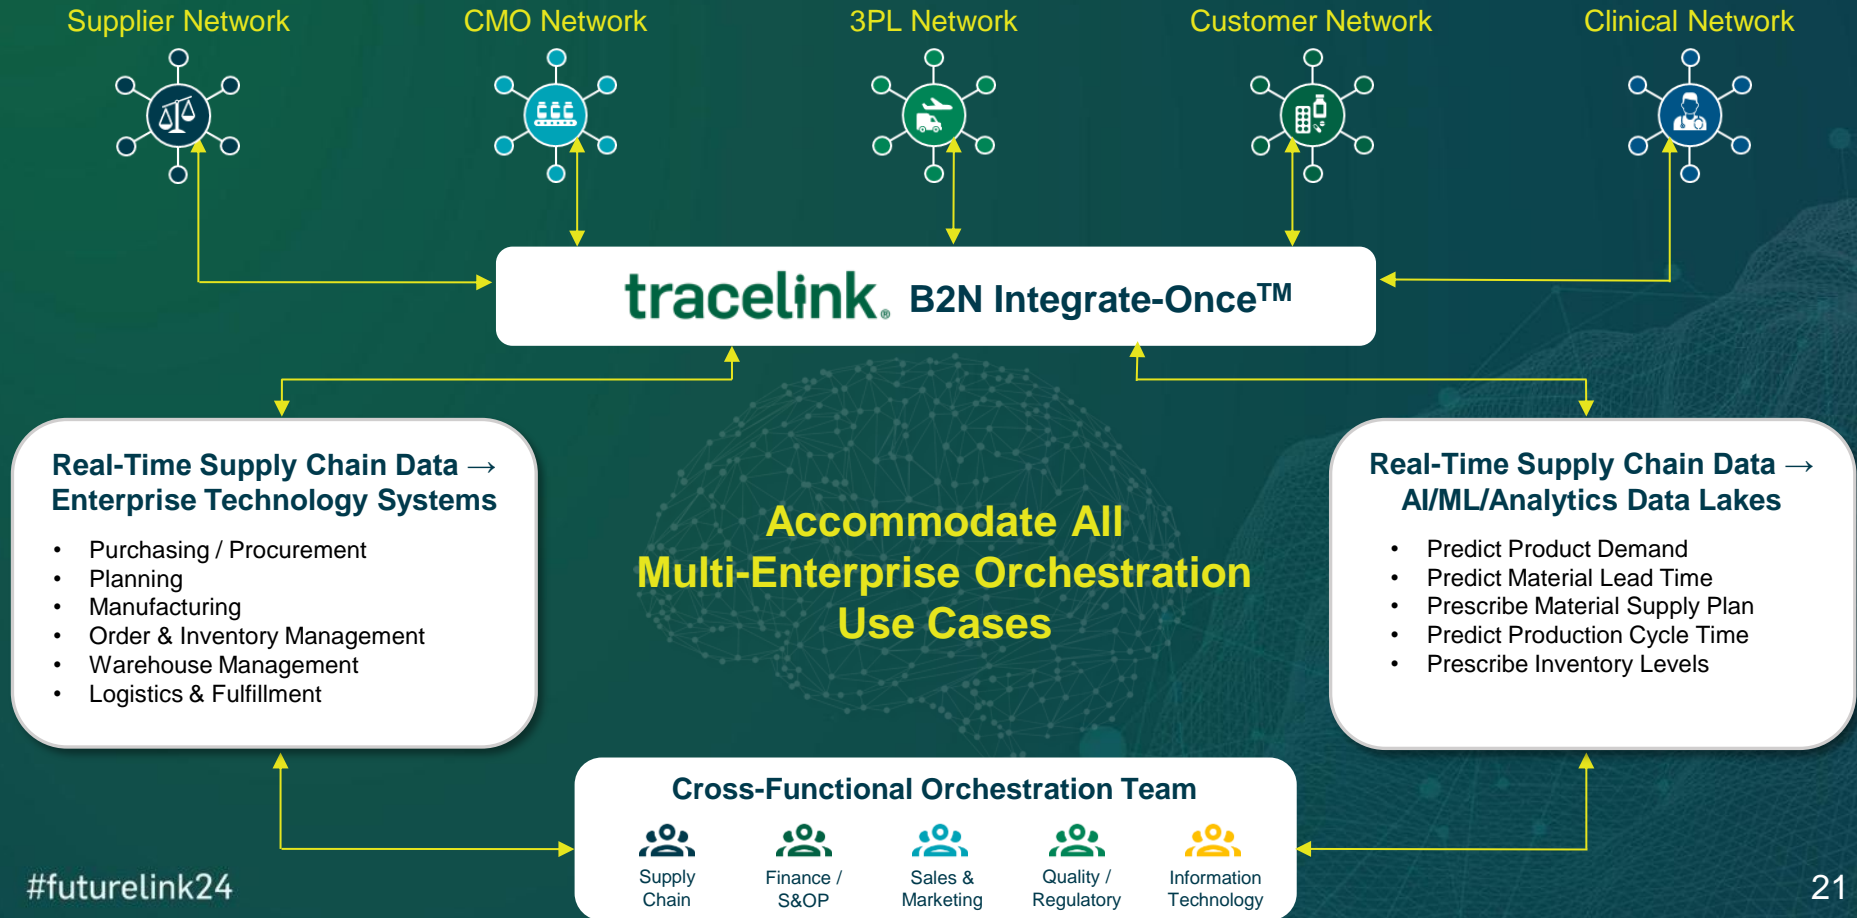 Supplier Network
CMO Network
3PL Network
Customer Network
Clinical Network
tracelink® B2N Integrate-Once™
Real-Time Supply Chain Data →
Enterprise Technology Systems
• Purchasing / Procurement
• Planning
• Manufacturing
• Order & Inventory Management
• Warehouse Management
• Logistics & Fulfillment
Accommodate All
Multi-Enterprise Orchestration
Use Cases
Real-Time Supply Chain Data →
AI/ML/Analytics Data Lakes
• Predict Product Demand
• Predict Material Lead Time
• Prescribe Material Supply Plan
• Predict Production Cycle Time
• Prescribe Inventory Levels
Cross-Functional Orchestration Team
Supply
Chain
Finance /
S&OP
Sales &
Marketing
Quality /
Regulatory
Information
Technology
#futurelink24
21